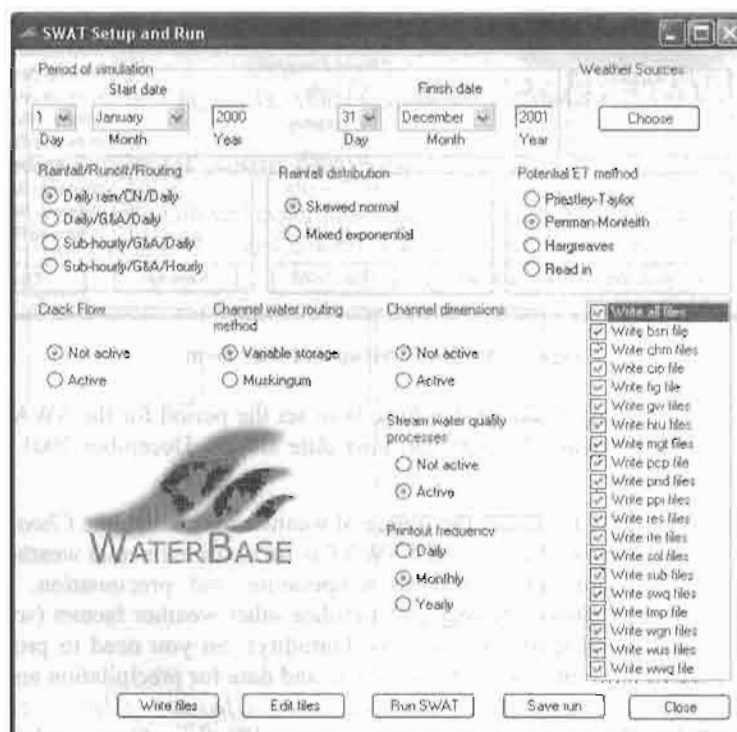 SWAT Setup and Run
Period of simulation
Start date
Finish date
1 January 2000
31 December 2001
Day Month Year
Day Month Year
Weather Sources
Choose
Rainfall/Runoff/Routing
Daily rain/CN/Daily
Daily/G&A/Daily
Sub-hourly/G&A/Daily
Sub-hourly/G&A/Hourly
Rainfall distribution
Skewed normal
Mixed exponential
Potential ET method
Priestley-Taylor
Penman-Monteith
Hargreaves
Read in
Crack Flow
Not active
Active
Channel water routing
method
Variable storage
Muskingum
Channel dimensions
Not active
Active
Stream water quality
processes
Not active
Active
Printout frequency
Daily
Monthly
Yearly
WATERBASE
Write all files
Write bsn file
Write chm files
Write cio file
Write fig file
Write gw files
Write hru files
Write mgt files
Write pcp file
Write pnd files
Write ppi files
Write res files
Write rte files
Write sol files
Write sub files
Write swq files
Write tmp file
Write wgn files
Write wus files
Write wwq file
Write files
Edit files
Run SWAT
Save run
Close